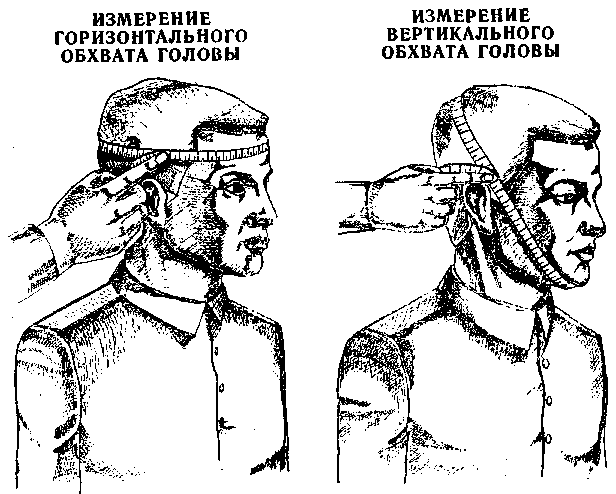 ИЗМЕРЕНИЕ
ГОРИЗОНТАЛЬНОГО
ОБХВАТА ГОЛОВЫ
ИЗМЕРЕНИЕ
ВЕРТИКАЛЬНОГО
ОБХВАТА ГОЛОВЫ